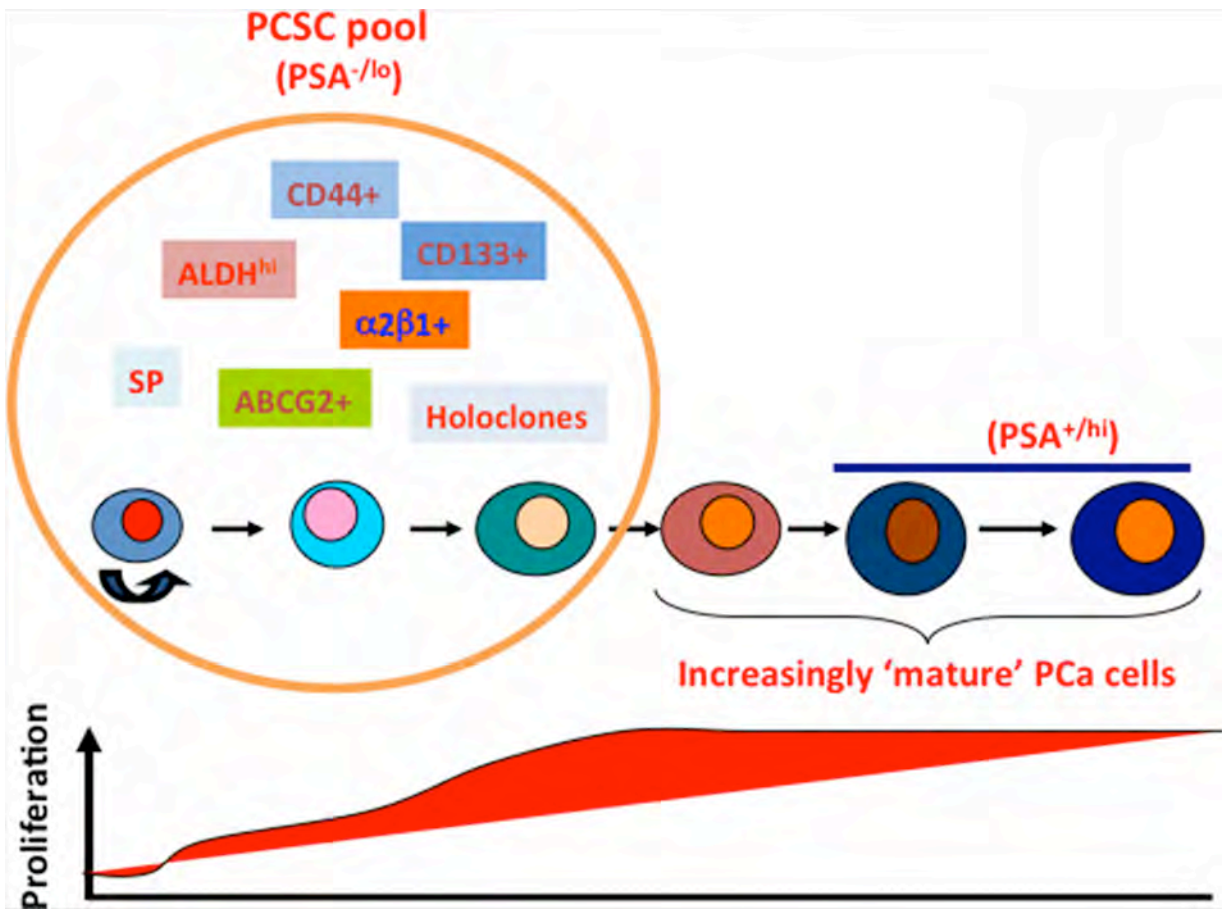 PCSC pool
(PSA-/lo)
CD44+
CD133+
ALDHhi
α2β1+
SP
ABCG2+
Holoclones
(PSA+/hi)
Increasingly ‘mature’ PCa cells
Proliferation